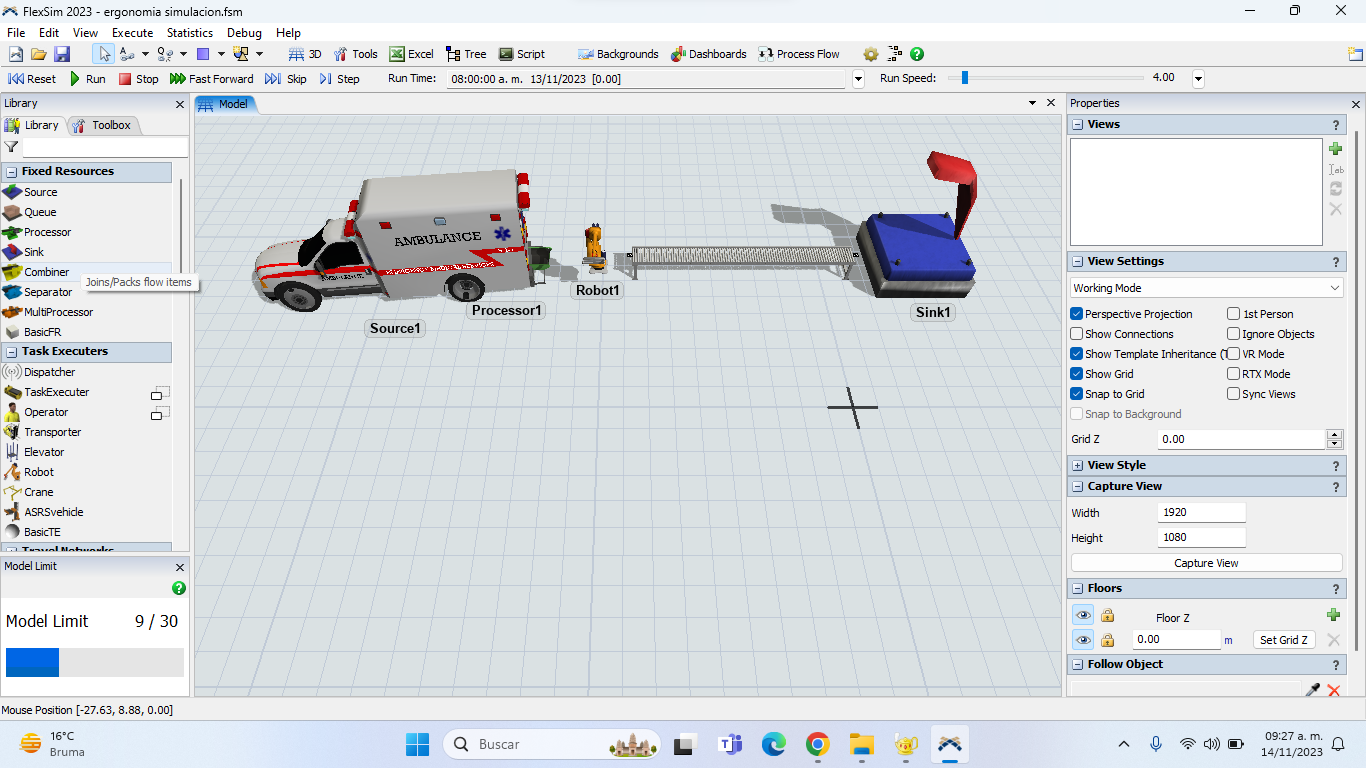 FlexSim 2023 - ergonomia simulacion.fsm
File Edit View Execute Statistics Debug Help
3D Tools Excel Tree Script Backgrounds Dashboards Process Flow
Reset Run Stop Fast Forward Skip Step Run Time: 08:00:00 a. m. 13/11/2023 [0.00] Run Speed: 4.00
Library
Library Toolbox
Fixed Resources
Source
Queue
Processor
Sink
Combiner
Joins/Packs flow items
Separator
MultiProcessor
BasicFR
Task Executers
Dispatcher
TaskExecuter
Operator
Transporter
Elevator
Robot
Crane
ASRSvehicle
BasicTE
Travel Networks
Model Limit
Model Limit 9 / 30
Mouse Position [-27.63, 8.88, 0.00]
Model
AMBULANCE
Source1
Processor1
Robot1
Sink1
Properties
Views
View Settings
Working Mode
Perspective Projection 1st Person
Show Connections Ignore Objects
Show Template Inheritance (T VR Mode
Show Grid RTX Mode
Snap to Grid Sync Views
Snap to Background
Grid Z 0.00
View Style
Capture View
Width 1920
Height 1080
Capture View
Floors
Floor Z
0.00 m Set Grid Z
Follow Object
16°C
Bruma
Buscar
09:27 a. m.
14/11/2023